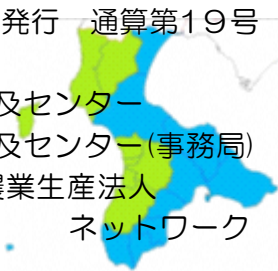 発行　通算第１９号
及センター
及センター(事務局)
農業生産法人
ネットワーク